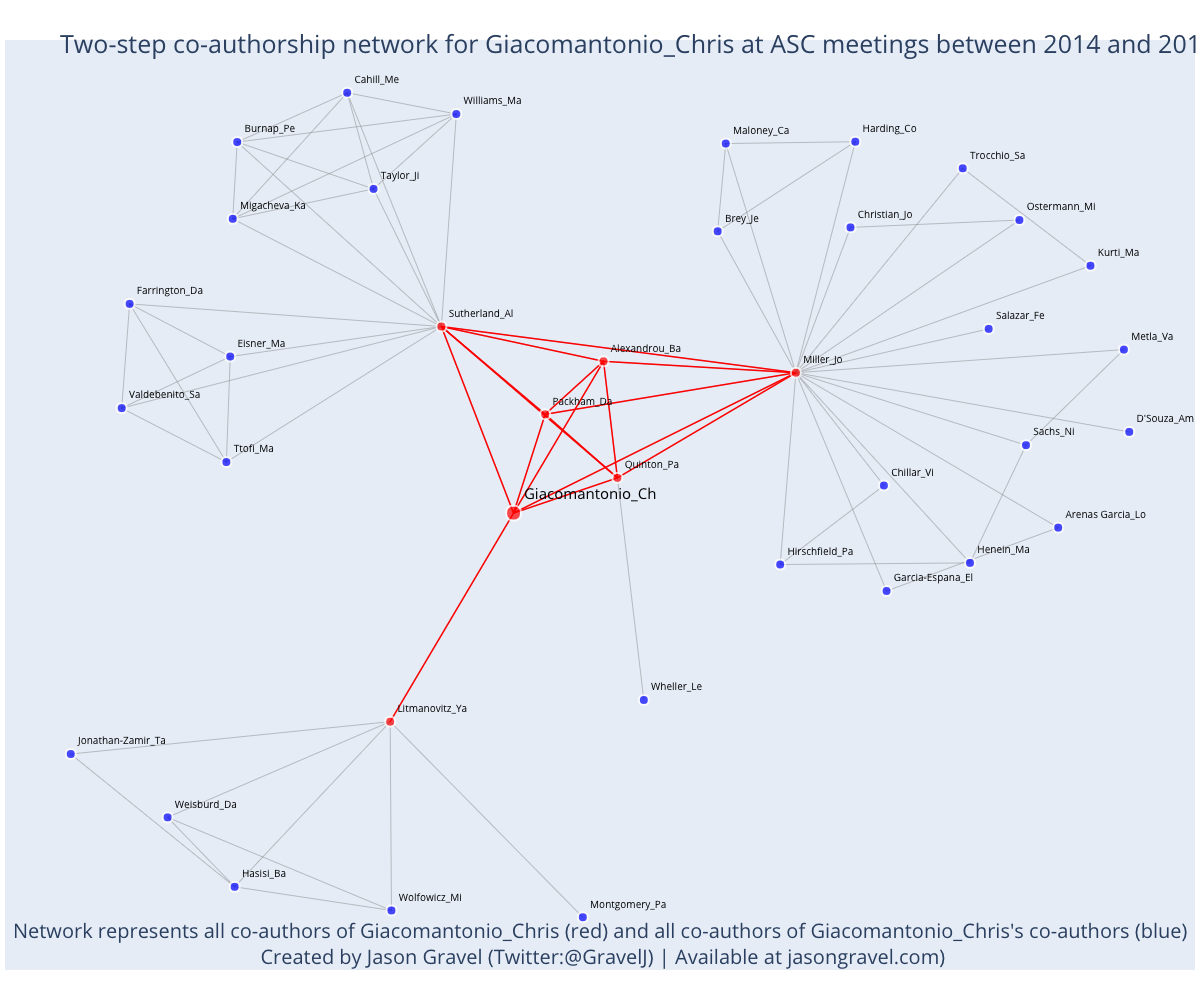 Two-step co-authorship network for Giacomantonio_Chris at ASC meetings between 2014 and 201
Cahill_Me
Williams_Ma
Burnap_Pe
Maloney_Ca
Harding_Co
Trocchio_Sa
Taylor_Ji
Migacheva_Ka
Christian_Jo
Ostermann_Mi
Brey_Je
Kurti_Ma
Farrington_Da
Sutherland_Al
Salazar_Fe
Eisner_Ma
Alexandrou_Ba
Metla_Va
Miller_Jo
Valdebenito_Sa
Packham_Da
D'Souza_Am
Sachs_Ni
Ttofi_Ma
Quinton_Pa
Chillar_Vi
Giacomantonio_Ch
Arenas Garcia_Lo
Hirschfield_Pa
Henein_Ma
Garcia-Espana_El
Wheller_Le
Litmanovitz_Ya
Jonathan-Zamir_Ta
Weisburd_Da
Hasisi_Ba
Wolfowicz_Mi
Montgomery_Pa
Network represents all co-authors of Giacomantonio_Chris (red) and all co-authors of Giacomantonio_Chris's co-authors (blue)
Created by Jason Gravel (Twitter:@GravelJ) | Available at jasongravel.com)